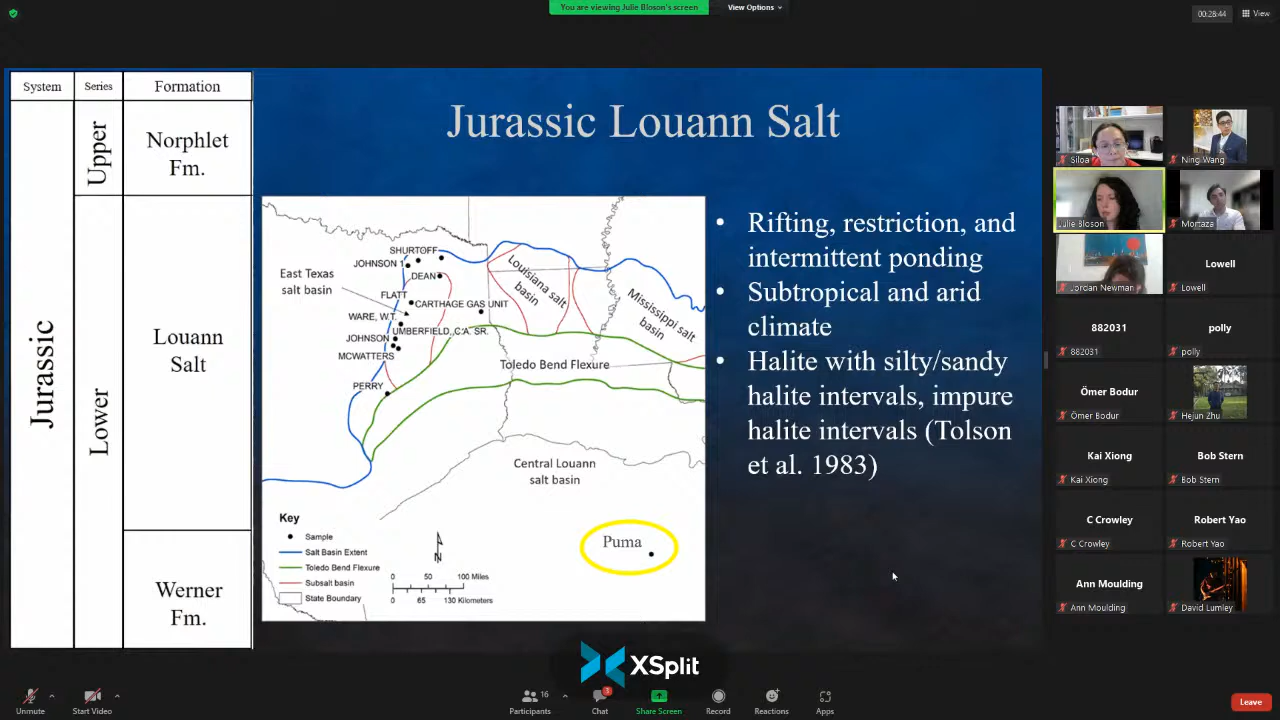 You are viewing Julie Bloson's screen
View Options
00:28:44
View
System
Series
Formation
Jurassic
Upper
Norphlet
Fm.
Lower
Louann
Salt
Werner
Fm.
Jurassic Louann Salt
SHURTOFF
JOHNSON 1
DEAN
East Texas
salt basin
FLATT
CARTHAGE GAS UNIT
WARE, W.T.
UMBERFIELD, C.A. SR.
JOHNSON
MCWATTERS
PERRY
Louisiana salt
basin
Mississippi salt
basin
Toledo Bend Flexure
Central Louann
salt basin
Puma
Key
Sample
Salt Basin Extent
Toledo Bend Flexure
Subsalt basin
State Boundary
N
0 50 100 Miles
0 65 130 Kilometers
• Rifting, restriction, and
intermittent ponding
• Subtropical and arid
climate
• Halite with silty/sandy
halite intervals, impure
halite intervals (Tolson
et al. 1983)
Siloa
Ning Wang
Julie Bloson
Mortaza
Jordan Newman
Lowell
Lowell
882031
polly
882031
polly
Ömer Bodur
Ömer Bodur
Hejun Zhu
Kai Xiong
Bob Stern
Kai Xiong
Bob Stern
C Crowley
Robert Yao
C Crowley
Robert Yao
Ann Moulding
Ann Moulding
David Lumley
XSplit
Unmute
Start Video
16
Participants
3
Chat
Share Screen
Record
Reactions
Apps
Leave